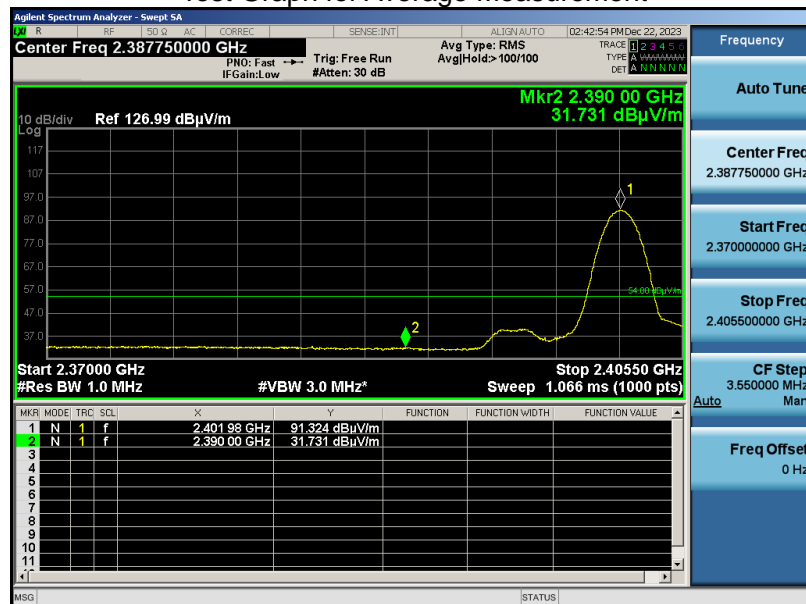 Test Graph for Average Measurement
Agilent Spectrum Analyzer - Swept SA
LXI R RF 50 Ω AC CORREC SENSE:INT ALIGN AUTO 02:42:54 PM Dec 22, 2023
Center Freq 2.387750000 GHz
PNO: Fast
IFGain:Low
Trig: Free Run
#Atten: 30 dB
Avg Type: RMS
Avg|Hold:>100/100
TRACE 1 2 3 4 5 6
TYPE A WWWWW
DET A N N N N N
Mkr2 2.390 00 GHz
31.731 dBµV/m
10 dB/div Ref 126.99 dBµV/m
Log
117
107
97.0
87.0
77.0
67.0
57.0
47.0
37.0
1
2
54.00 dBµV/m
Start 2.37000 GHz Stop 2.40550 GHz
#Res BW 1.0 MHz #VBW 3.0 MHz* Sweep 1.066 ms (1000 pts)
MKR MODE TRC SCL X Y FUNCTION FUNCTION WIDTH FUNCTION VALUE
1 N 1 f 2.401 98 GHz 91.324 dBµV/m
2 N 1 f 2.390 00 GHz 31.731 dBµV/m
3
4
5
6
7
8
9
10
11
MSG STATUS
Frequency
Auto Tune
Center Freq
2.387750000 GHz
Start Freq
2.370000000 GHz
Stop Freq
2.405500000 GHz
CF Step
3.550000 MHz
Auto Man
Freq Offset
0 Hz